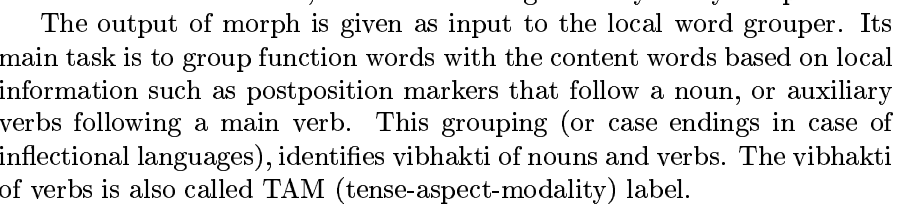 The output of morph is given as input to the local word grouper. Its
main task is to group function words with the content words based on local
information such as postposition markers that follow a noun, or auxiliary
verbs following a main verb. This grouping (or case endings in case of
inflectional languages), identifies vibhakti of nouns and verbs. The vibhakti
of verbs is also called TAM (tense-aspect-modality) label.